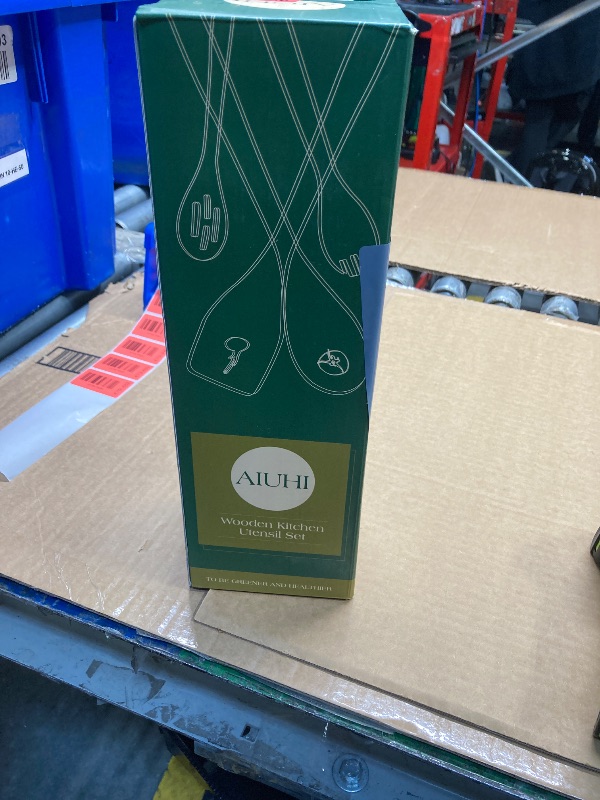 AIUHI
Wooden Kitchen
Utensil Set
TO BE GREENER AND HEALTHIER